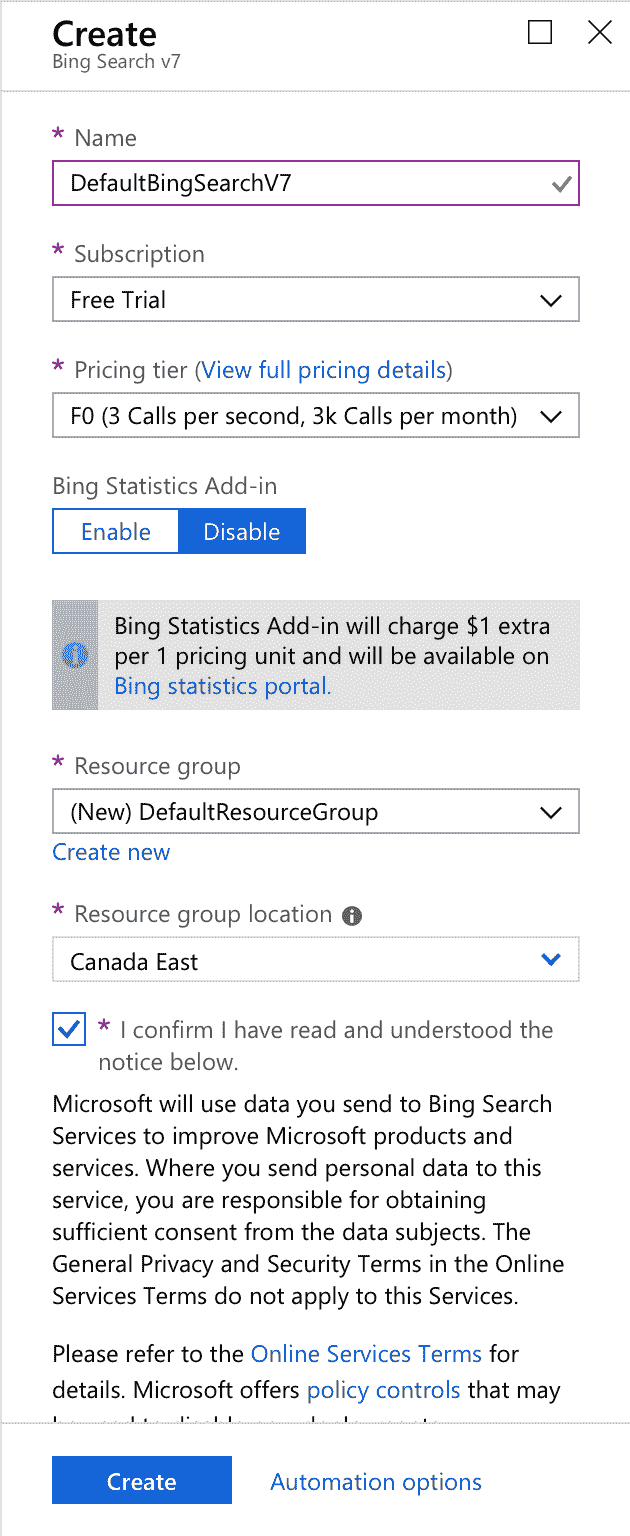 Create
Bing Search v7
* Name
DefaultBingSearchV7
* Subscription
Free Trial
* Pricing tier (View full pricing details)
F0 (3 Calls per second, 3k Calls per month)
Bing Statistics Add-in
Enable Disable
Bing Statistics Add-in will charge $1 extra
per 1 pricing unit and will be available on
Bing statistics portal.
* Resource group
(New) DefaultResourceGroup
Create new
* Resource group location
Canada East
* I confirm I have read and understood the
notice below.
Microsoft will use data you send to Bing Search
Services to improve Microsoft products and
services. Where you send personal data to this
service, you are responsible for obtaining
sufficient consent from the data subjects. The
General Privacy and Security Terms in the Online
Services Terms do not apply to this Services.
Please refer to the Online Services Terms for
details. Microsoft offers policy controls that may
Create Automation options